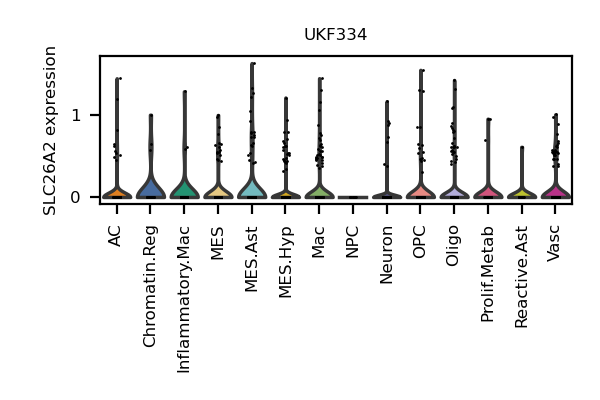 UKF334
SLC26A2 expression
1
0
AC
Chromatin.Reg
Inflammatory.Mac
MES
MES.Ast
MES.Hyp
Mac
NPC
Neuron
OPC
Oligo
Prolif.Metab
Reactive.Ast
Vasc